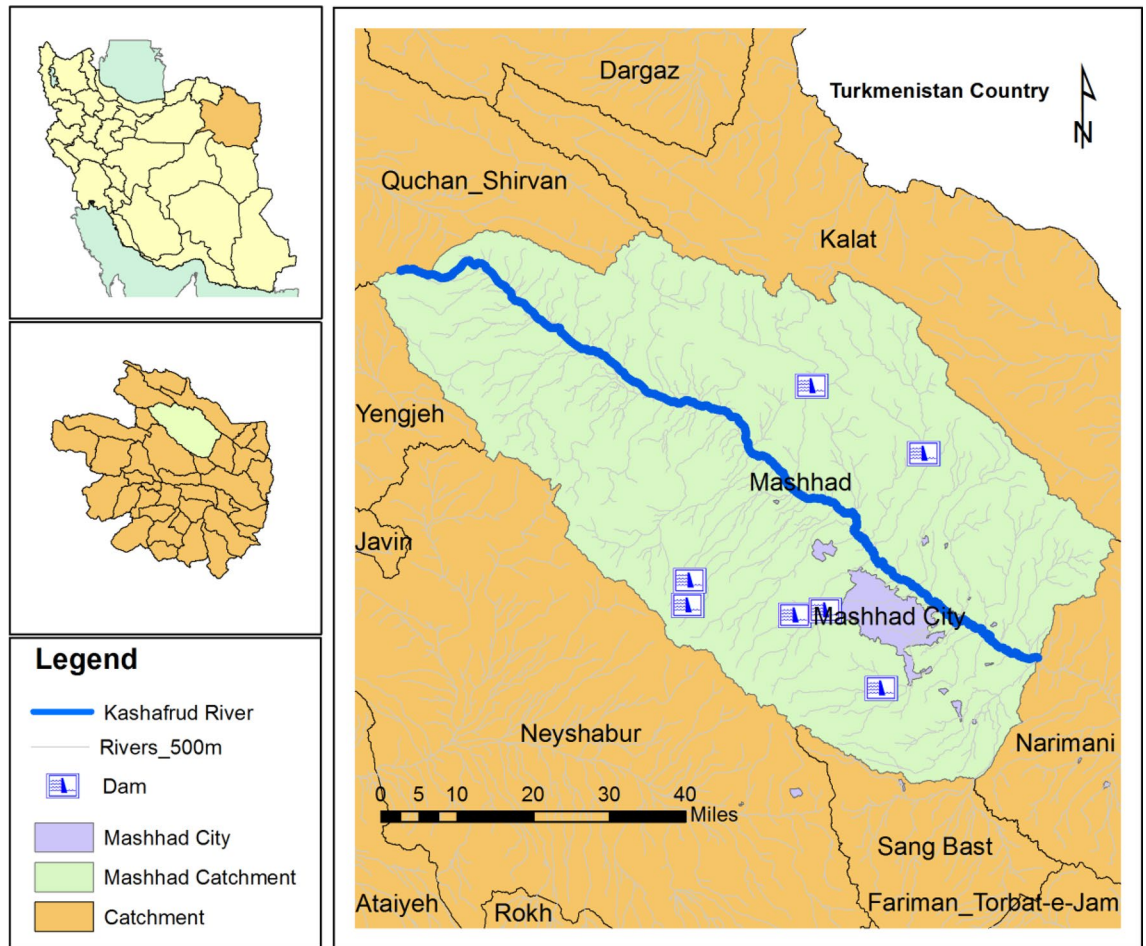 Legend
Kashafrud River
Rivers_500m
Dam
Mashhad City
Mashhad Catchment
Catchment
Dargaz
Turkmenistan Country
N
Quchan_Shirvan
Kalat
Yengjeh
Mashhad
Javin
Mashhad City
Neyshabur
Narimani
0 5 10 20 30 40
Miles
Sang Bast
Ataiyeh
Rokh
Fariman_Torbat-e-Jam